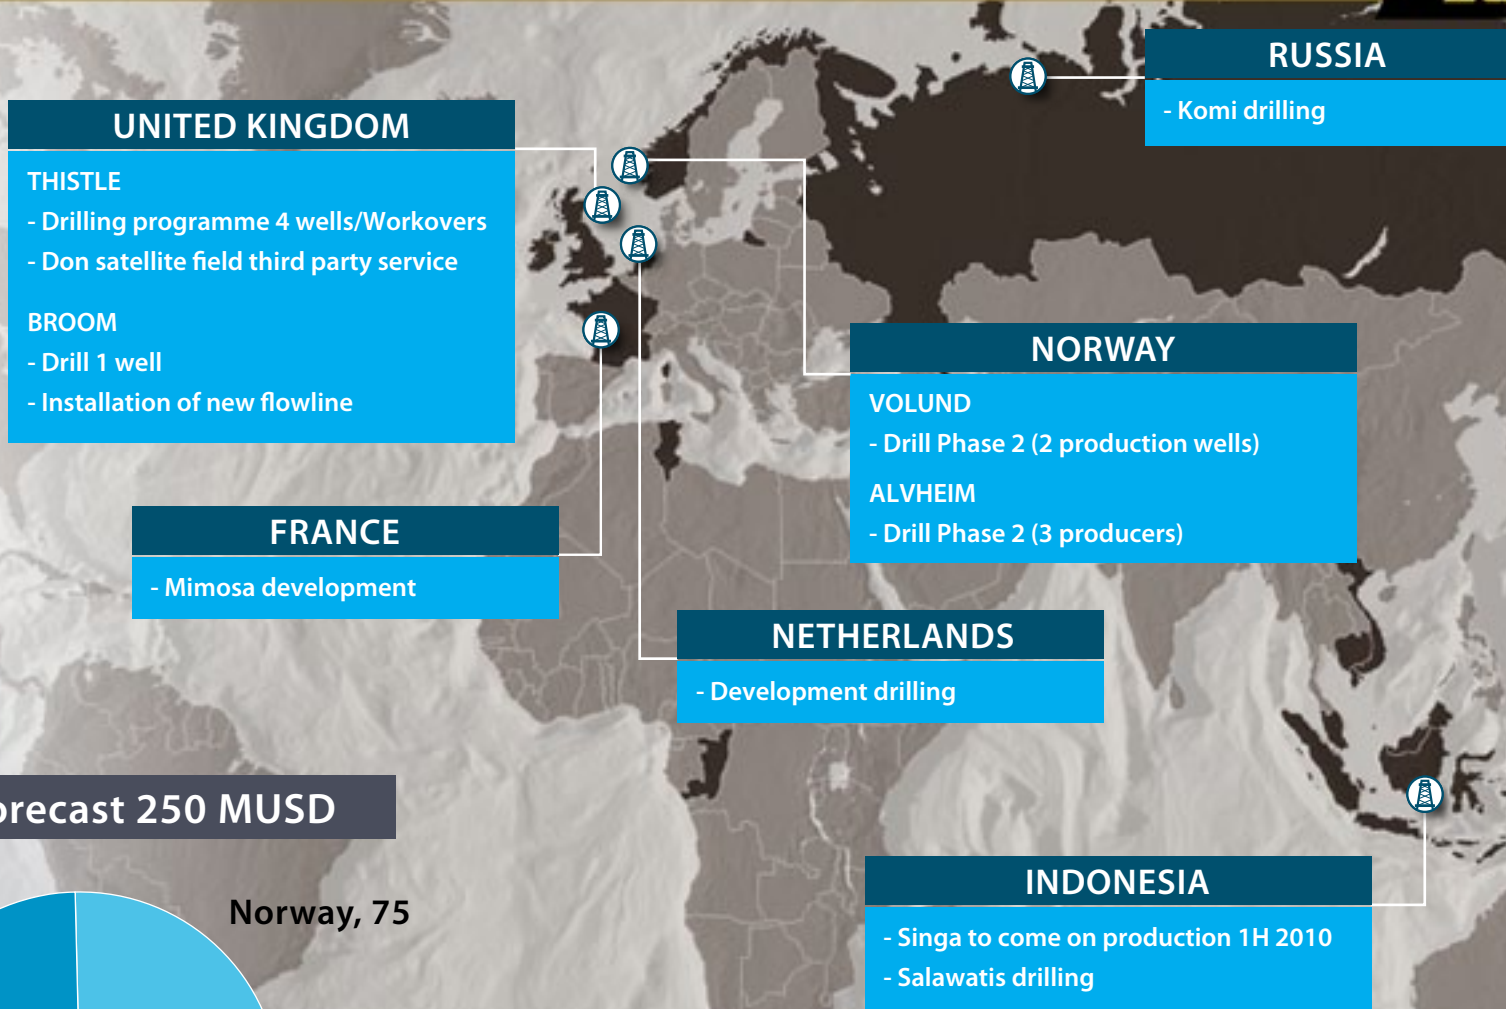 RUSSIA
- Komi drilling
UNITED KINGDOM
THISTLE
- Drilling programme 4 wells/Workovers
- Don satellite field third party service
BROOM
- Drill 1 well
- Installation of new flowline
NORWAY
VOLUND
- Drill Phase 2 (2 production wells)
ALVHEIM
- Drill Phase 2 (3 producers)
FRANCE
- Mimosa development
NETHERLANDS
- Development drilling
orecast 250 MUSD
Norway, 75
INDONESIA
- Singa to come on production 1H 2010
- Salawatis drilling